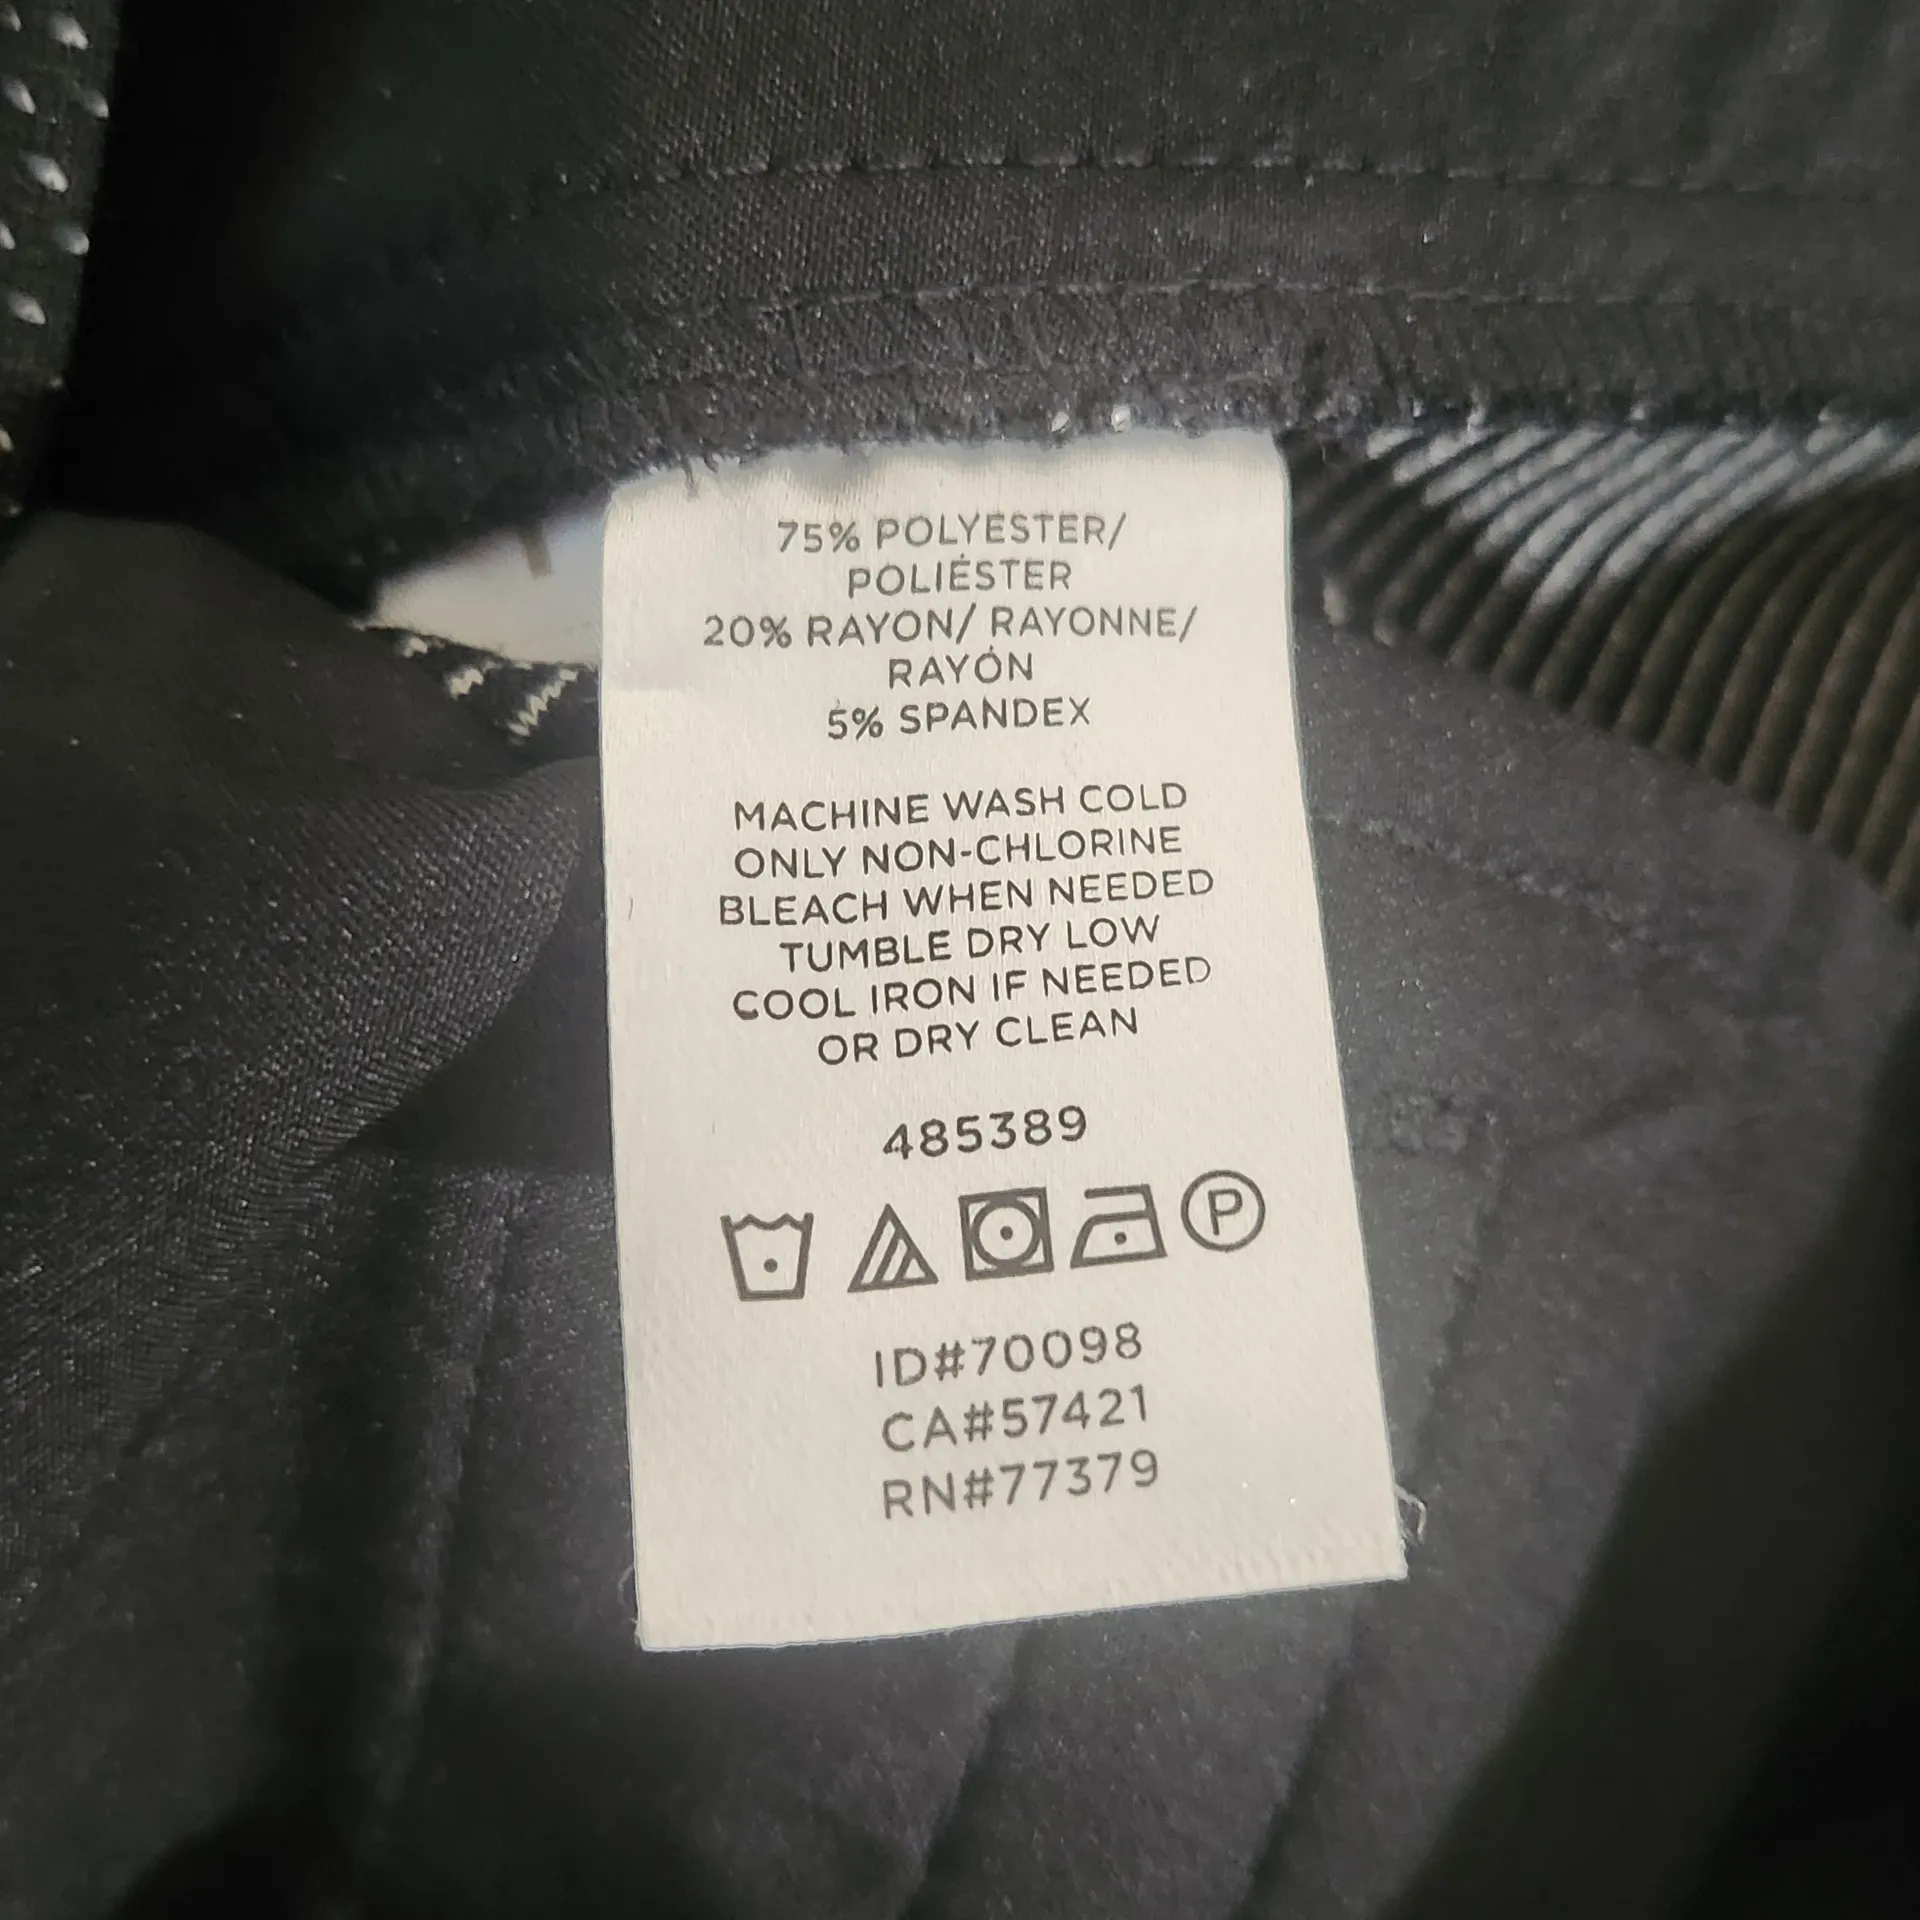 75% POLYESTER/
POLIÉSTER
20% RAYON/ RAYONNE/
RAYÓN
5% SPANDEX
MACHINE WASH COLD
ONLY NON-CHLORINE
BLEACH WHEN NEEDED
TUMBLE DRY LOW
COOL IRON IF NEEDED
OR DRY CLEAN
485389
P
ID#70098
CA#57421
RN#77379